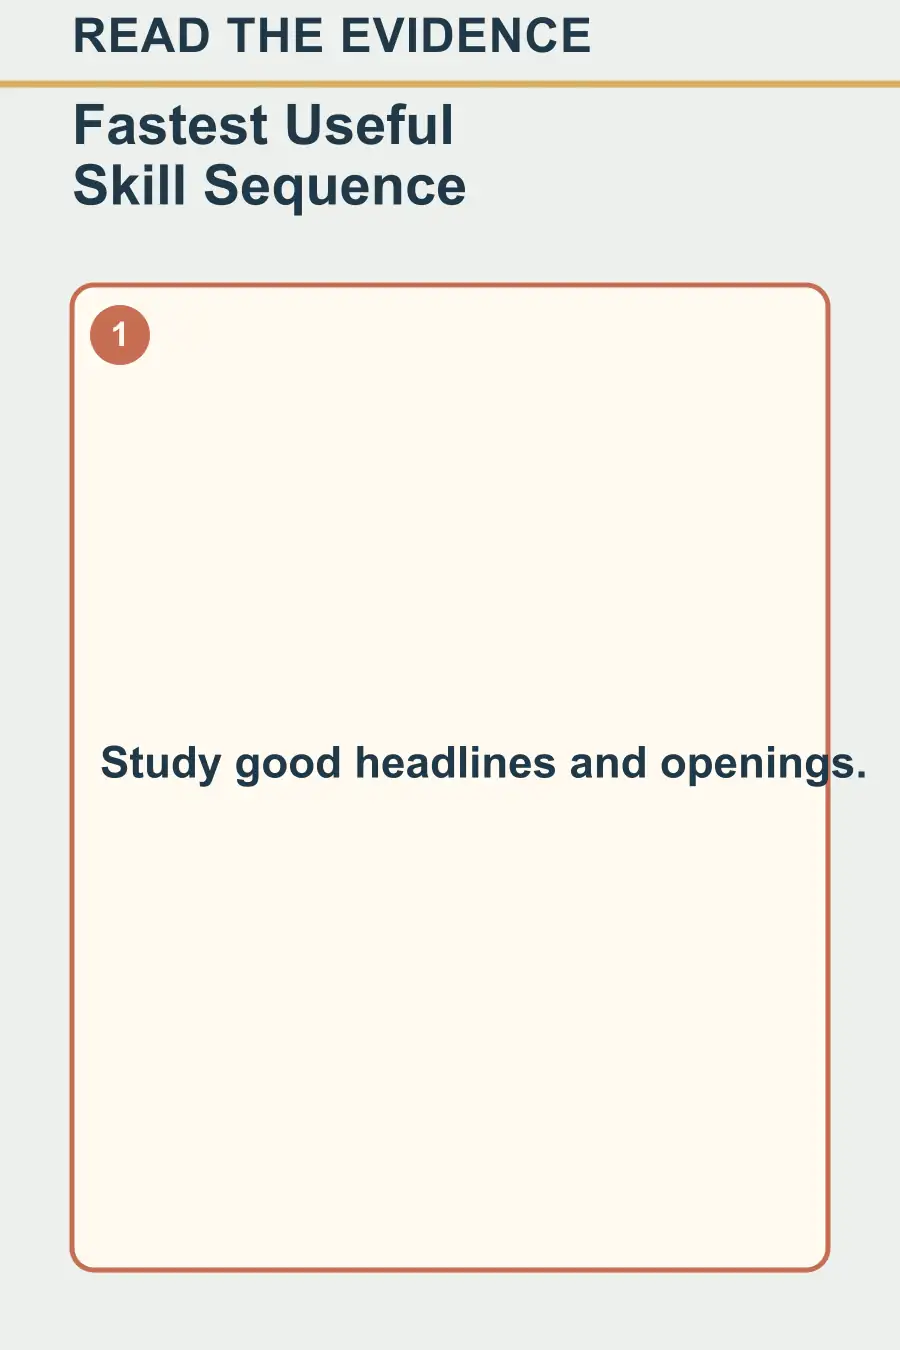 READ THE EVIDENCE
Fastest Useful
Skill Sequence
1
Study good headlines and openings.